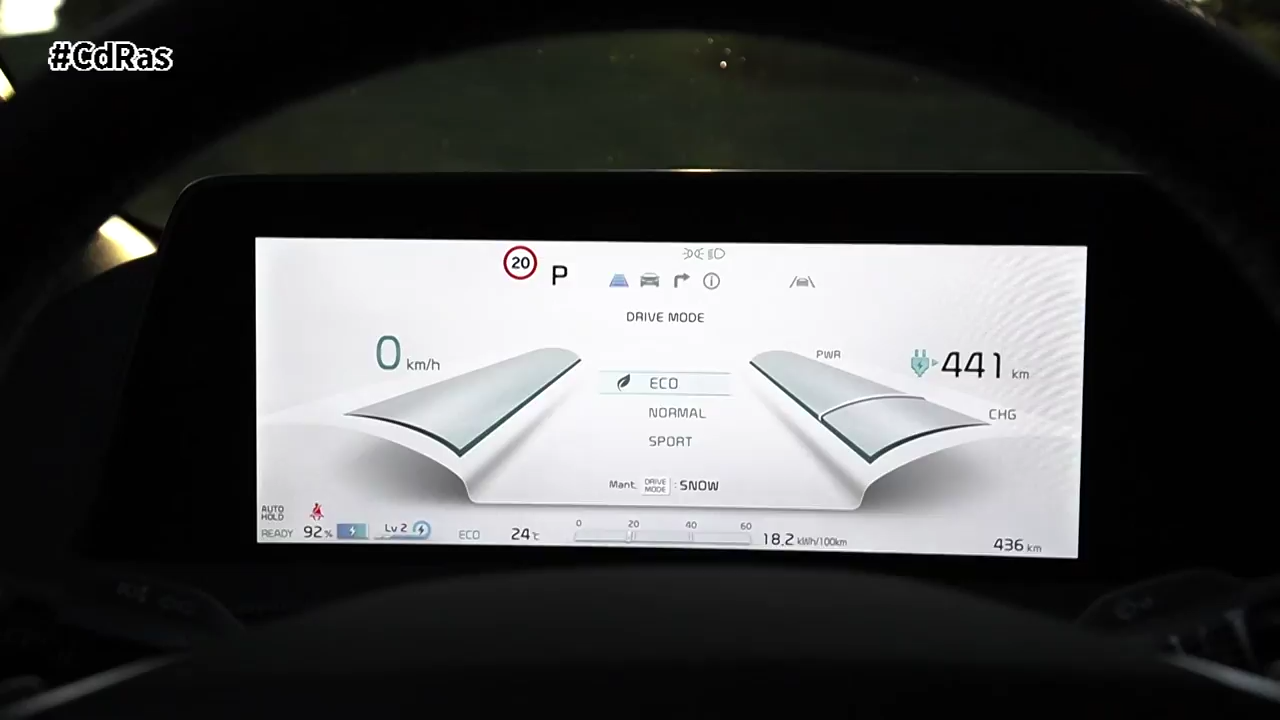 #CdRas
20
P
DRIVE MODE
0 km/h
PWR
441 km
ECO
NORMAL
CHG
SPORT
Mant. DRIVE MODE : SNOW
AUTO HOLD
READY 92% Lv 2 ECO 24°C
0 20 40 60
18.2 kWh/100km
436 km